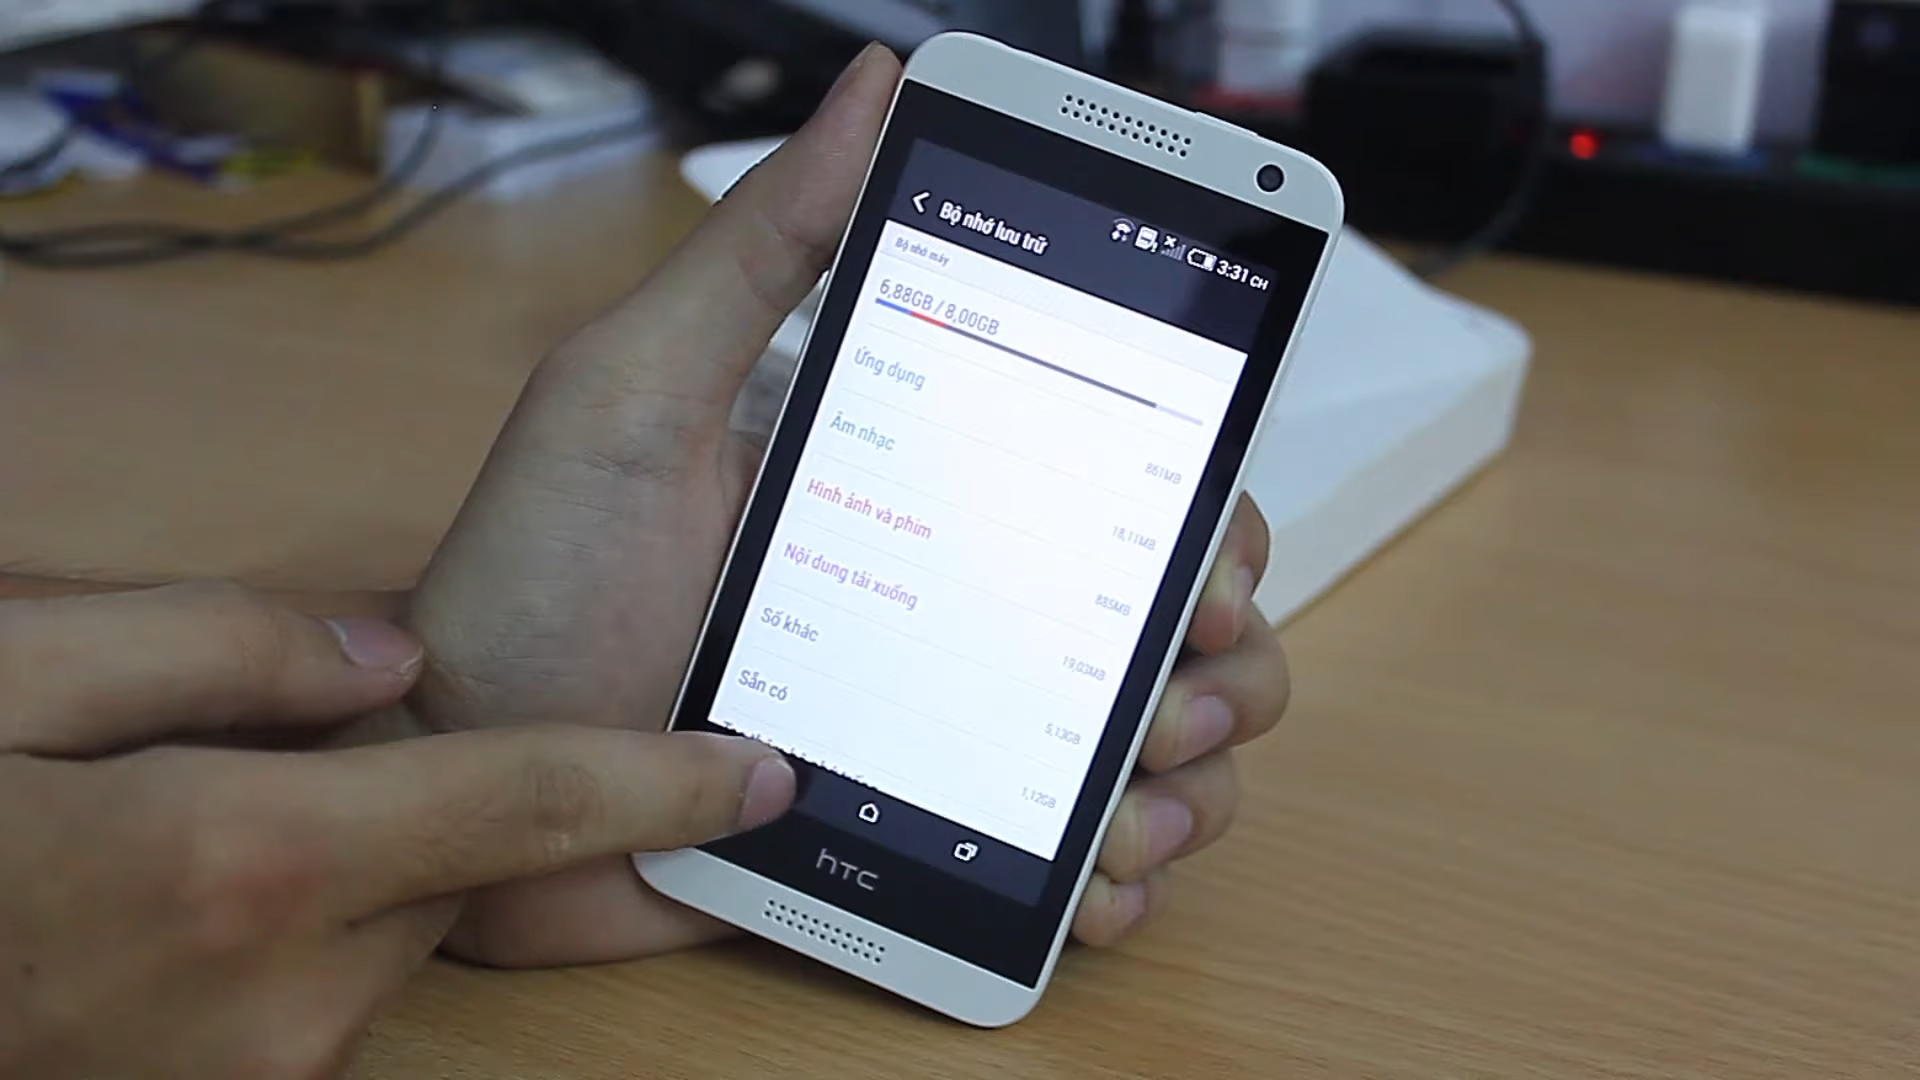 Bộ nhớ lưu trữ
3:31 CH
Bộ nhớ máy
6,88GB / 8,00GB
Ứng dụng
861MB
Âm nhạc
18,11MB
Hình ảnh và phim
885MB
Nội dung tải xuống
19,03MB
Số khác
5,13GB
Sẵn có
1,12GB
hTC